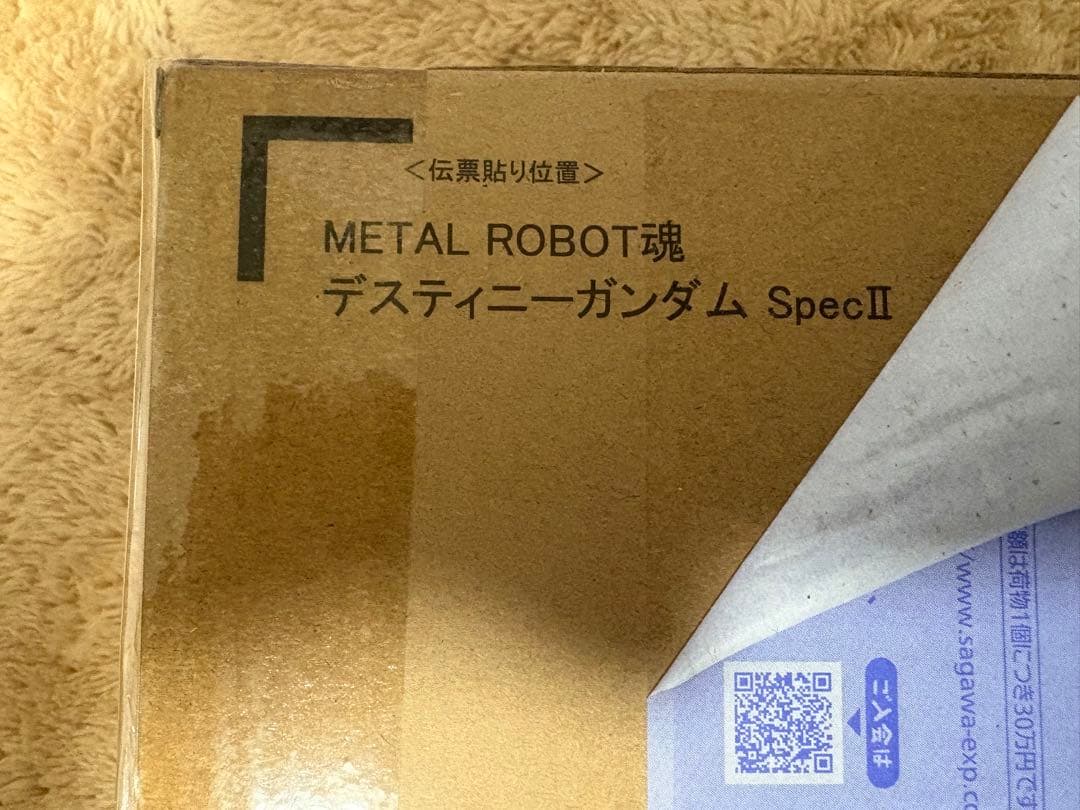 <伝票貼り位置>
METAL ROBOT魂
デスティニーガンダム SpecⅡ
額は荷物1個につき30万円です
/www.sagawa-exp.co
ご入会は